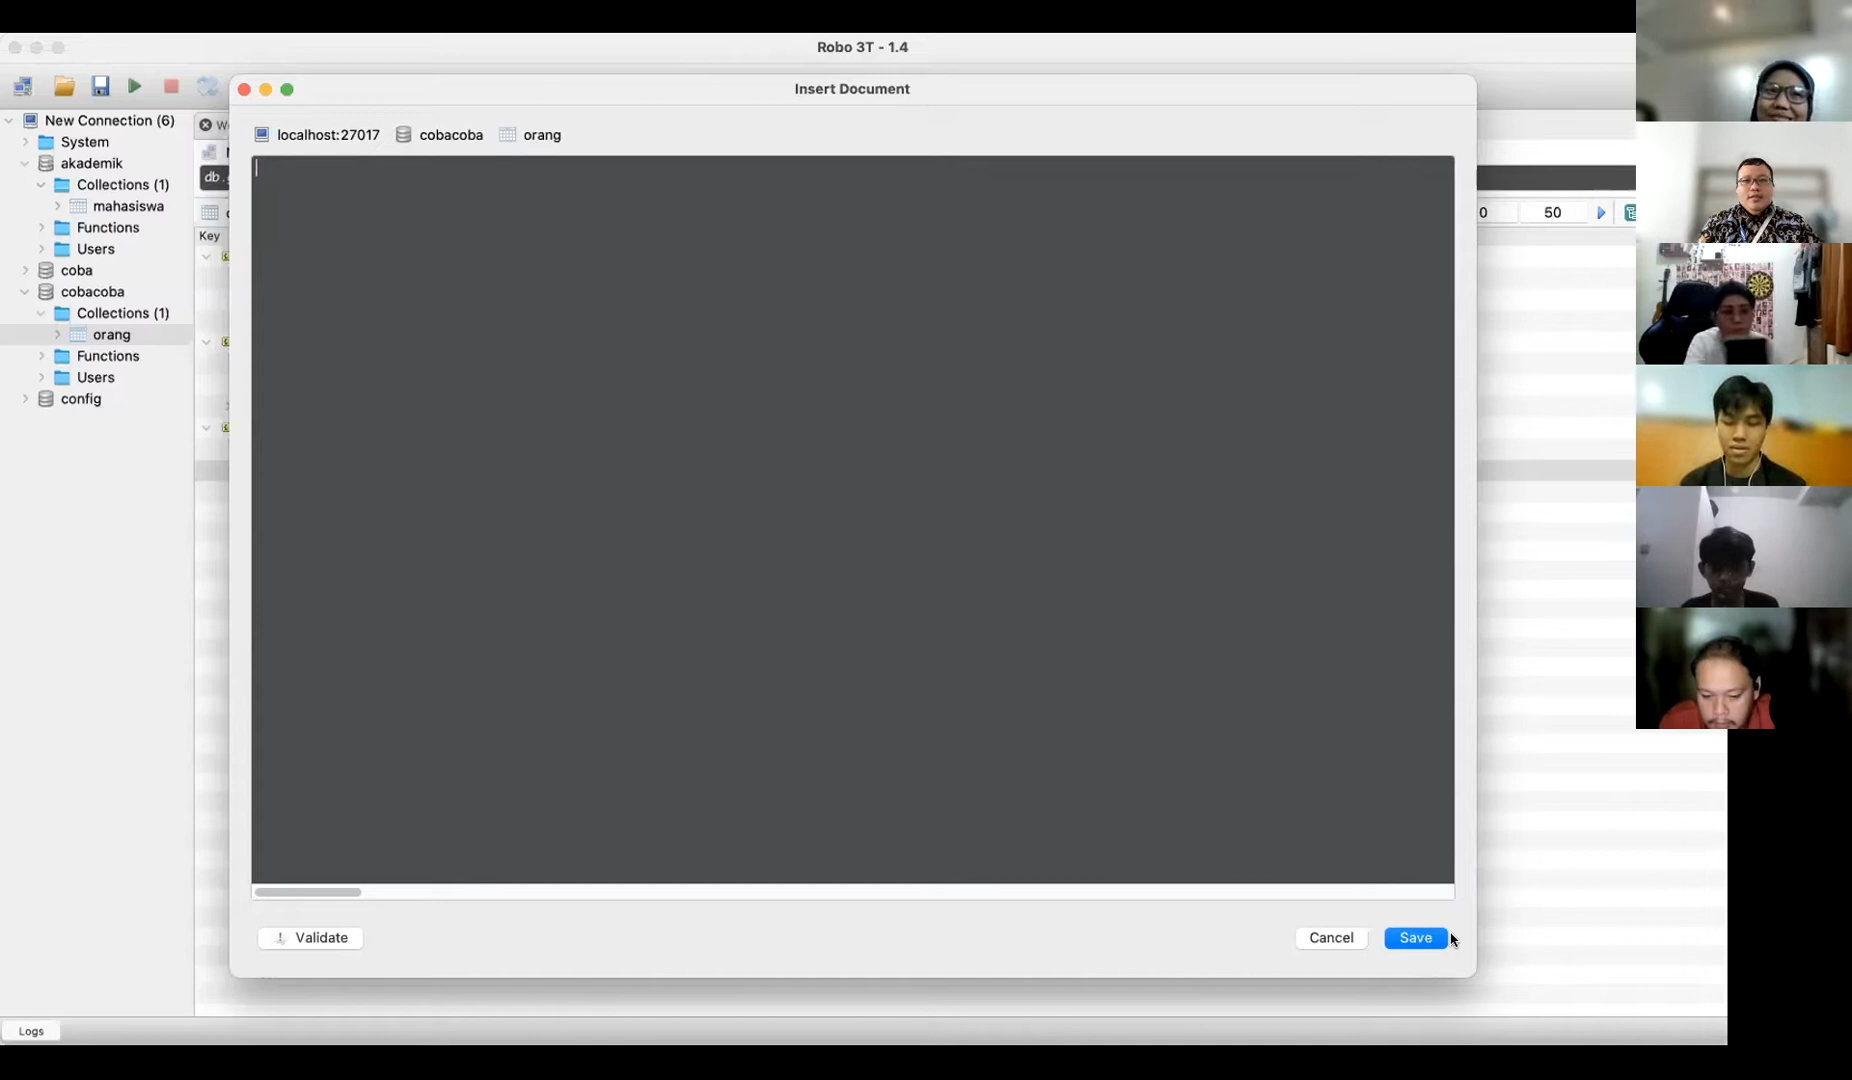 Robo 3T - 1.4
Insert Document
New Connection (6)
System
akademik
Collections (1)
mahasiswa
Functions
Users
coba
cobacoba
Collections (1)
orang
Functions
Users
config
localhost:27017 cobacoba orang
db.
0 50
Key
Validate
Cancel
Save
Logs